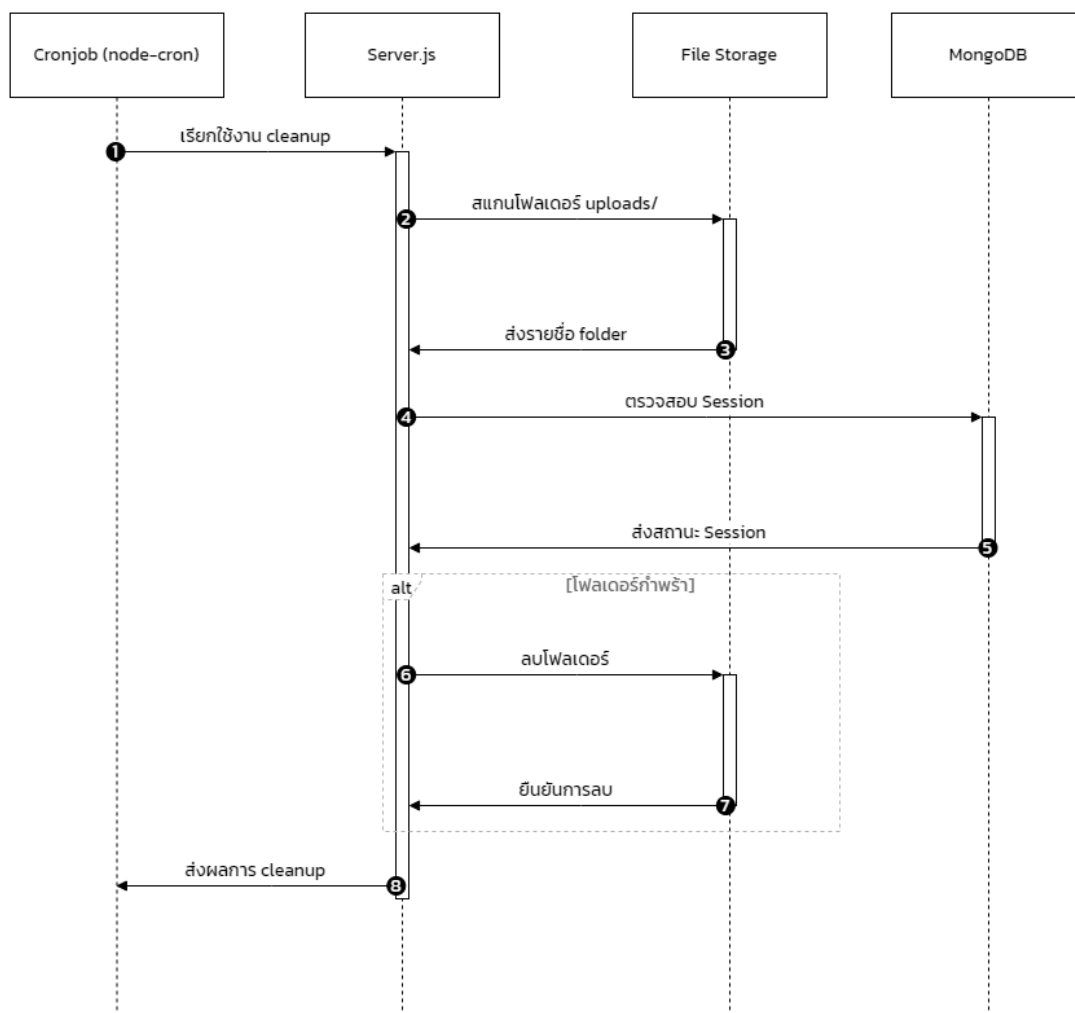 Cronjob (node-cron)
Server.js
File Storage
MongoDB
เรียกใช้งาน cleanup
1
สแกนโฟลเดอร์ uploads/
2
ส่งรายชื่อ folder
3
ตรวจสอบ Session
4
ส่งสถานะ Session
5
alt
[โฟลเดอร์กำพร้า]
ลบโฟลเดอร์
6
ยืนยันการลบ
7
ส่งผลการ cleanup
8